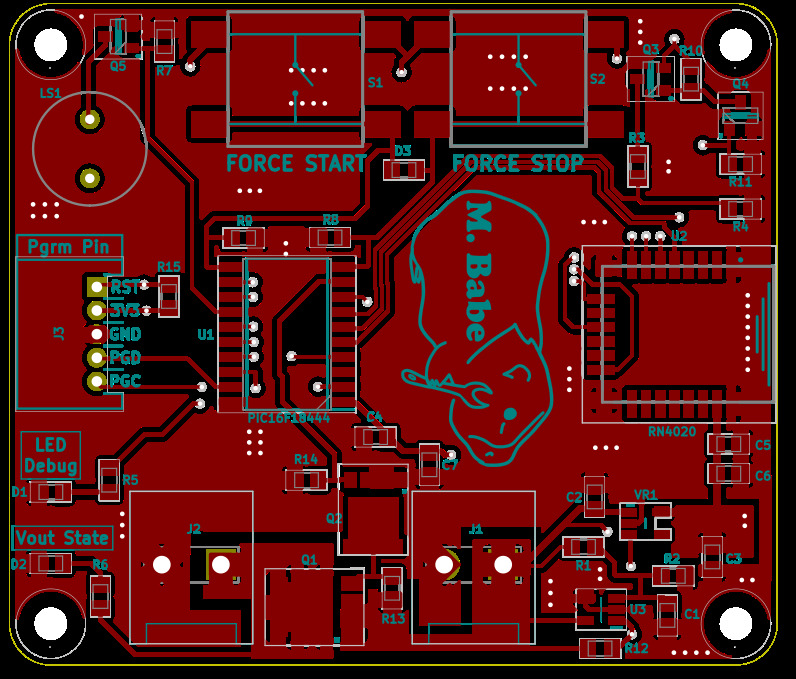 Q5
R7
LS1
S1
S2
Q3
R10
Q4
FORCE START
D3
FORCE STOP
R3
R11
R4
R9
R8
U2
M. Babe
Pgrm Pin
R15
RST
3V3
GND
PGD
PGC
J3
U1
PIC16F18444
RN4020
C4
C7
C5
C6
LED
Debug
D1
R5
R14
Q2
C2
VR1
J2
J1
Vout State
D2
R6
Q1
R13
R1
R2
C3
U3
C1
R12